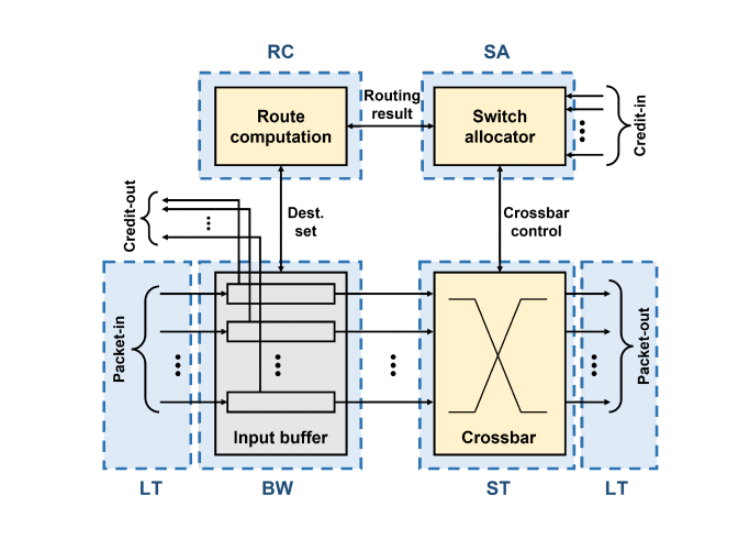 RC
SA
Route
computation
Routing
result
Switch
allocator
Credit-in
Credit-out
Dest.
set
Crossbar
control
Packet-in
Input buffer
Crossbar
Packet-out
LT
BW
ST
LT